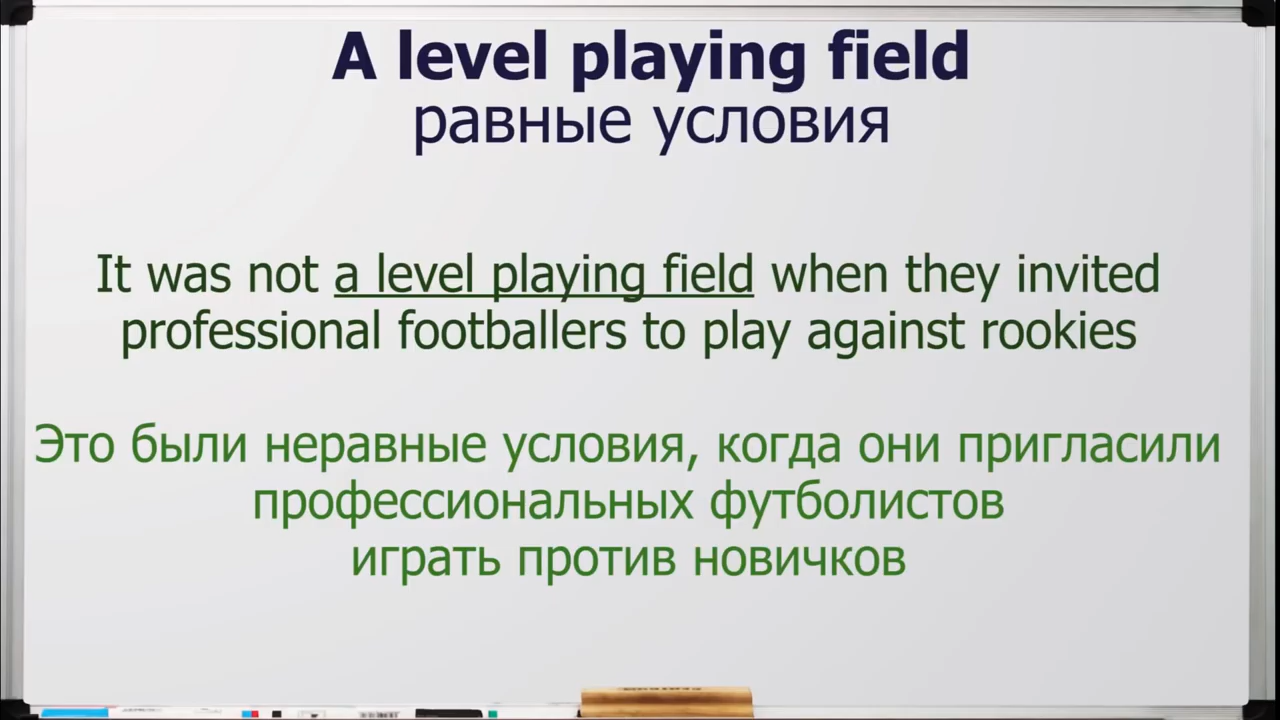 A level playing field
равные условия
It was not a level playing field when they invited
professional footballers to play against rookies
Это были неравные условия, когда они пригласили
профессиональных футболистов
играть против новичков